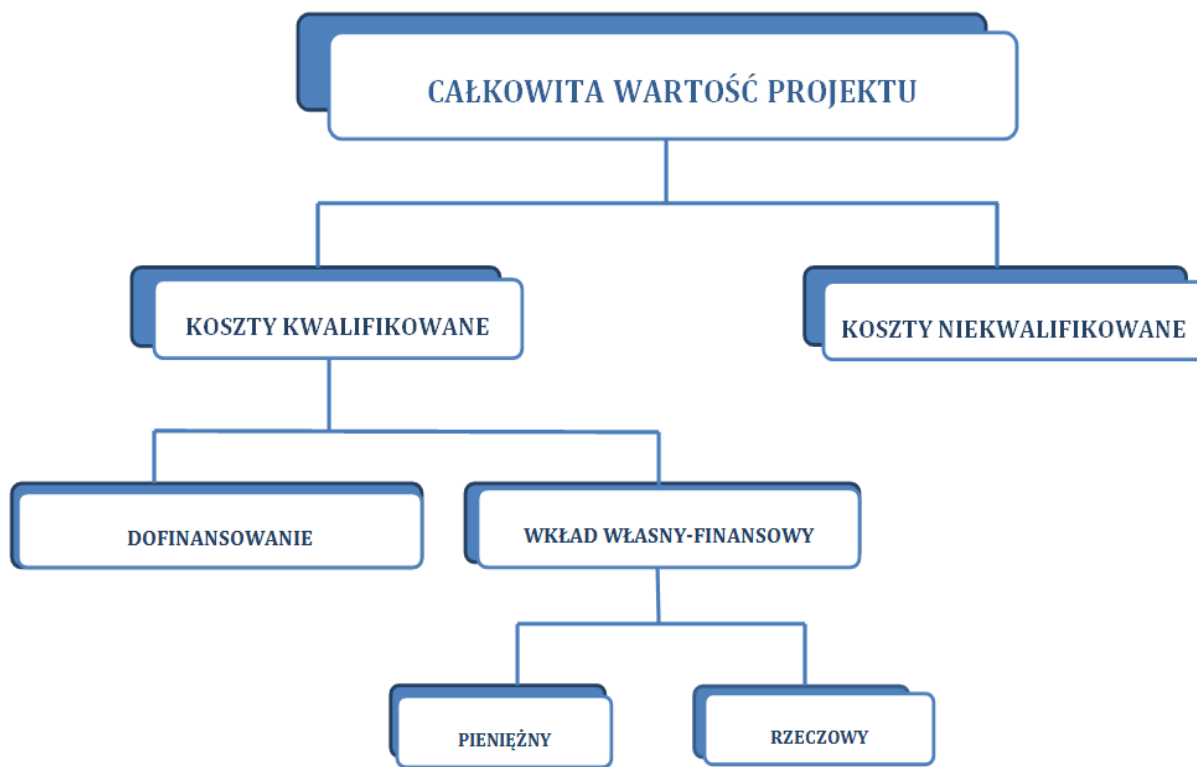 CAŁKOWITA WARTOŚĆ PROJEKTU
KOSZTY KWALIFIKOWANE
KOSZTY NIEKWALIFIKOWANE
DOFINANSOWANIE
WKŁAD WŁASNY-FINANSOWY
PIENIĘŻNY
RZECZOWY